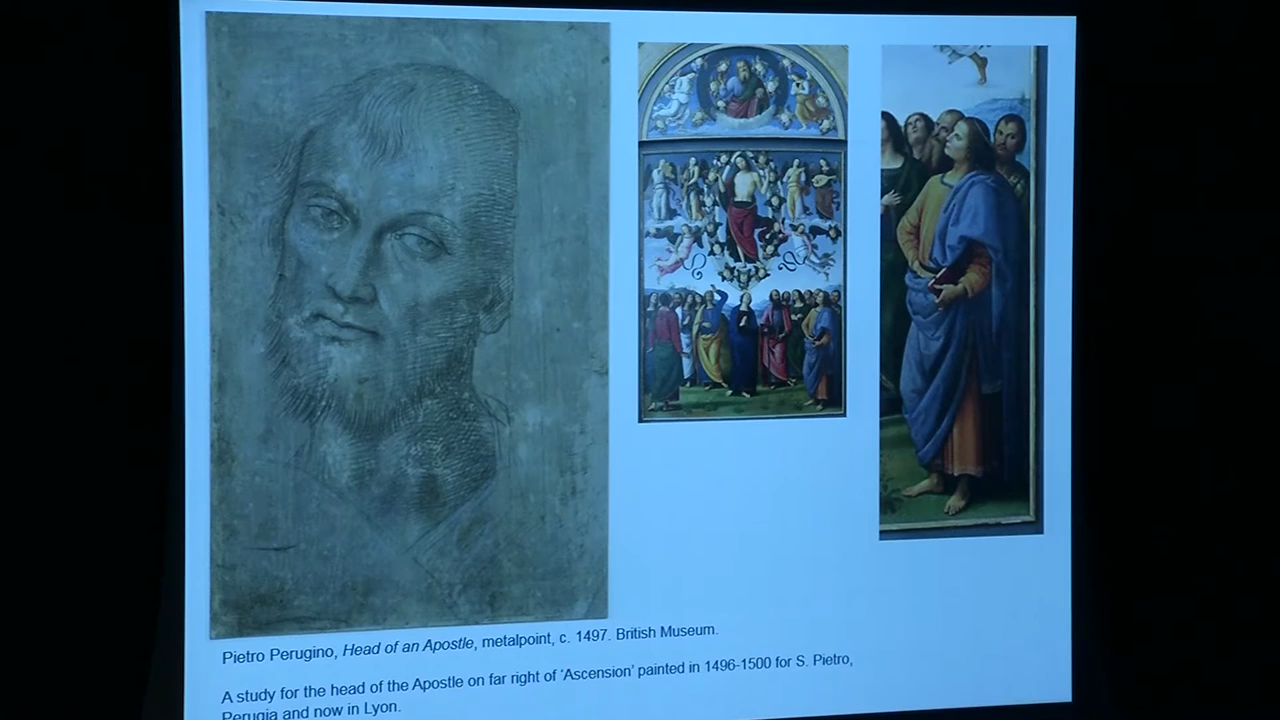 Pietro Perugino, Head of an Apostle, metalpoint, c. 1497. British Museum.
A study for the head of the Apostle on far right of ‘Ascension’ painted in 1496-1500 for S. Pietro,
Perugia and now in Lyon.